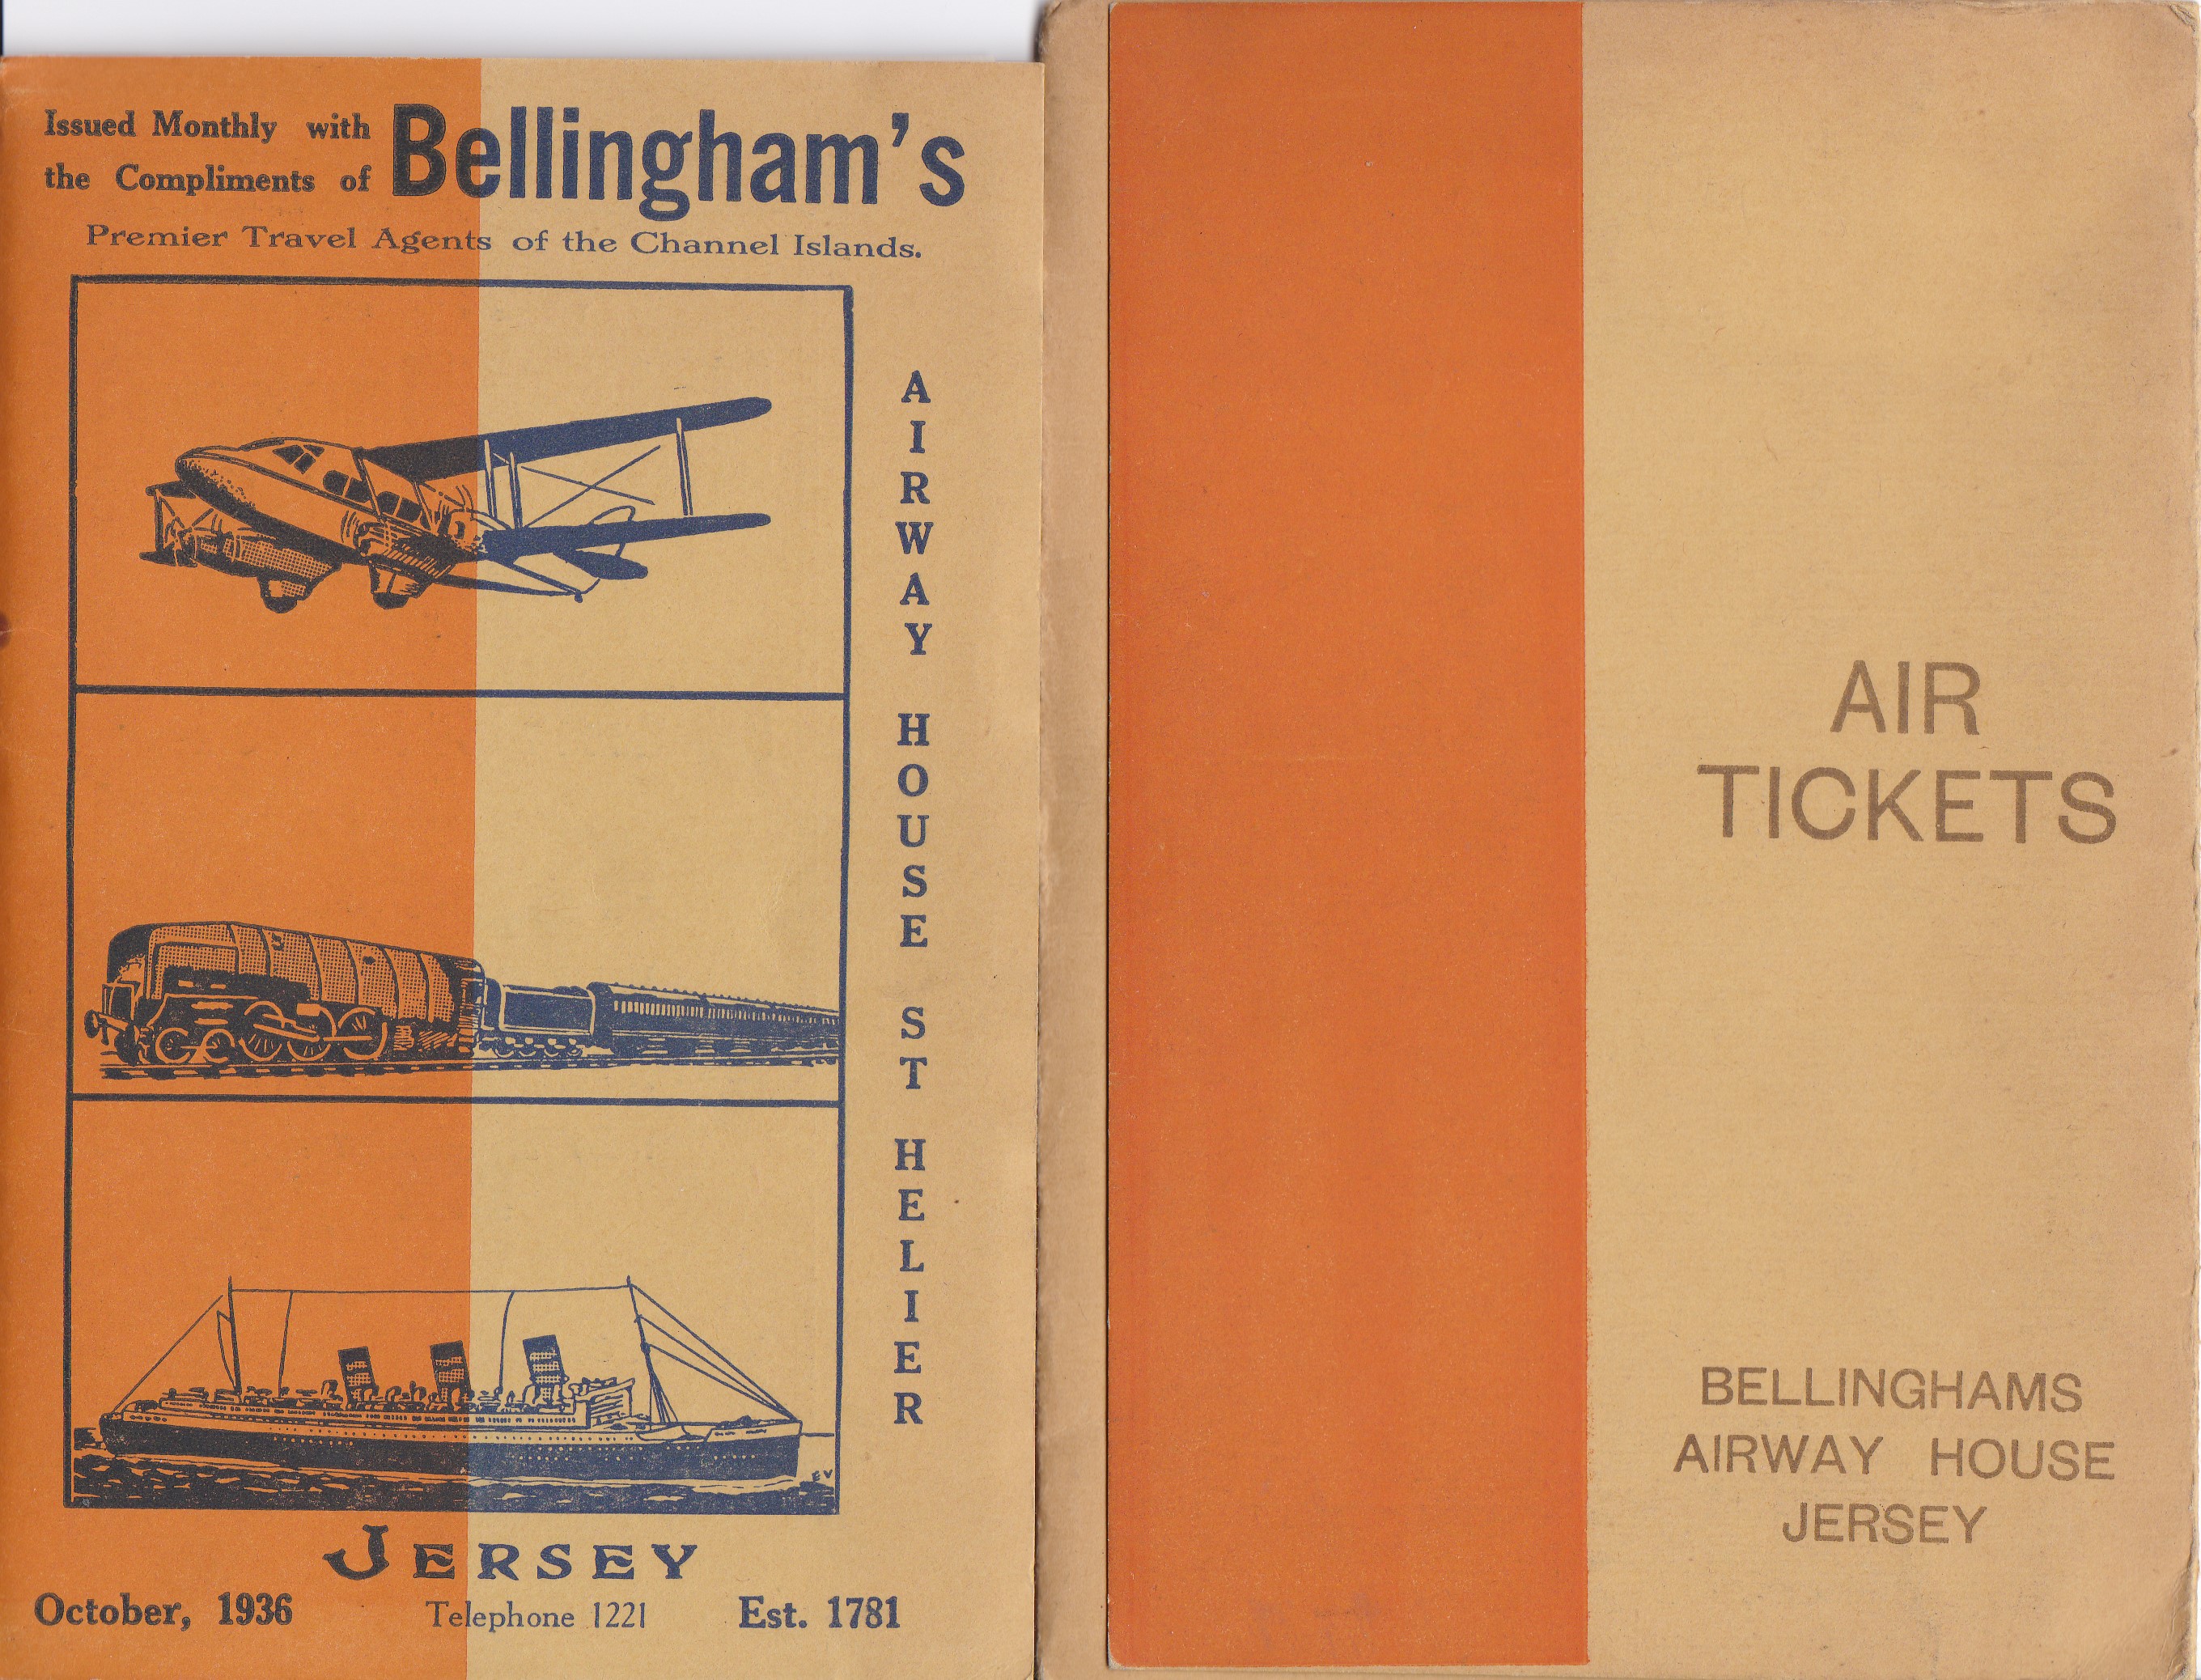 Issued Monthly with
the Compliments of
Bellingham's
Premier Travel Agents of the Channel Islands.
AIRWAY HOUSE ST HELIER
EV
JERSEY
October, 1936
Telephone 1221
Est. 1781
AIR
TICKETS
BELLINGHAMS
AIRWAY HOUSE
JERSEY